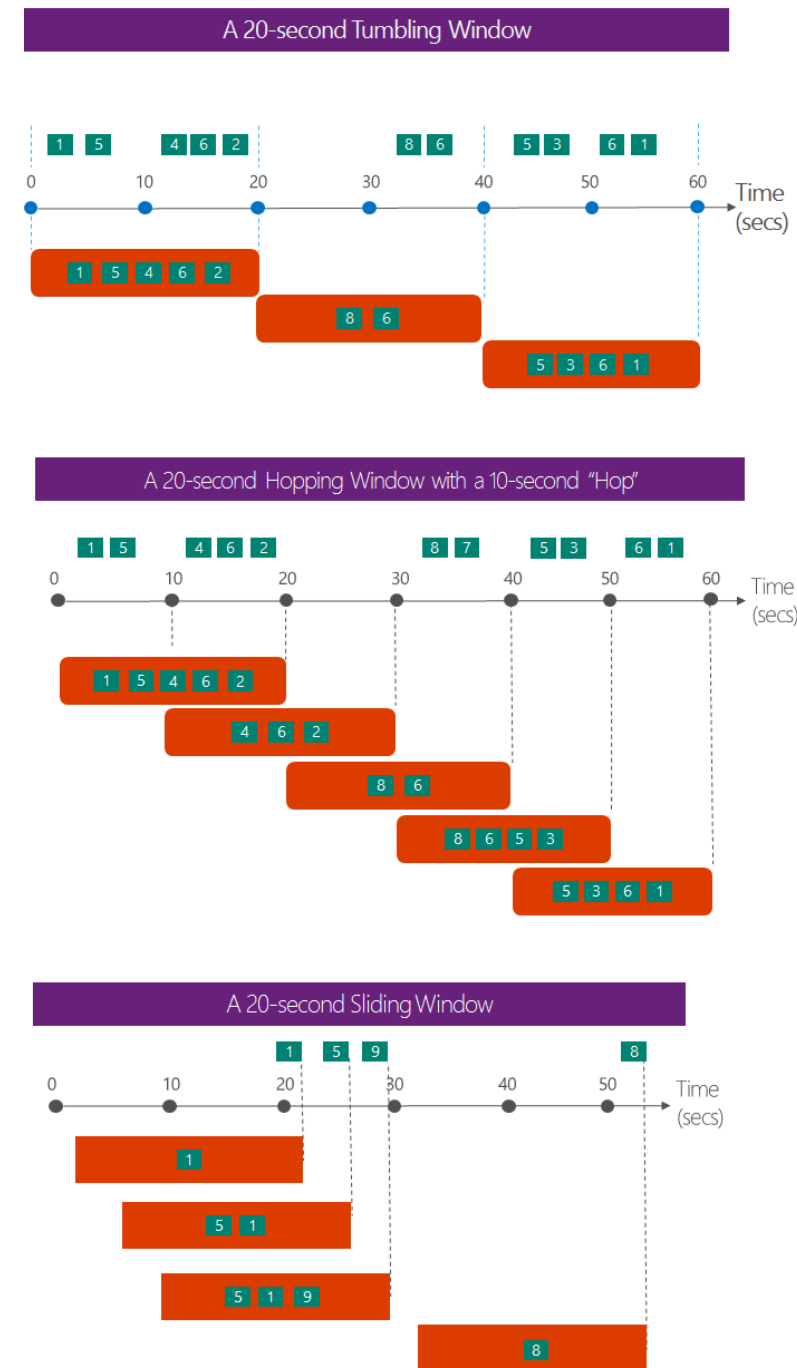 A 20-second Tumbling Window
1 5 4 6 2 8 6 5 3 6 1
0 10 20 30 40 50 60
Time
(secs)
1 5 4 6 2
8 6
5 3 6 1
A 20-second Hopping Window with a 10-second “Hop”
1 5 4 6 2 8 7 5 3 6 1
0 10 20 30 40 50 60
Time
(secs)
1 5 4 6 2
4 6 2
8 6
8 6 5 3
5 3 6 1
A 20-second Sliding Window
1 5 9 8
0 10 20 30 40 50
Time
(secs)
1
5 1
5 1 9
8